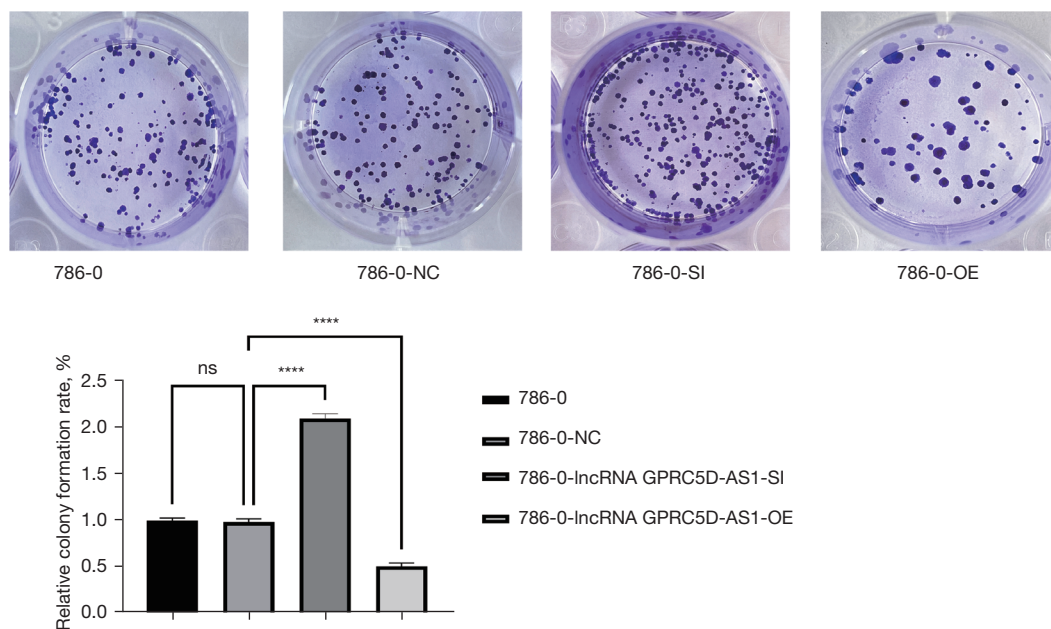 786-0
786-0-NC
786-0-SI
786-0-OE
****
ns
****
Relative colony formation rate, %
2.5
2.0
1.5
1.0
0.5
0.0
786-0
786-0-NC
786-0-lncRNA GPRC5D-AS1-SI
786-0-lncRNA GPRC5D-AS1-OE